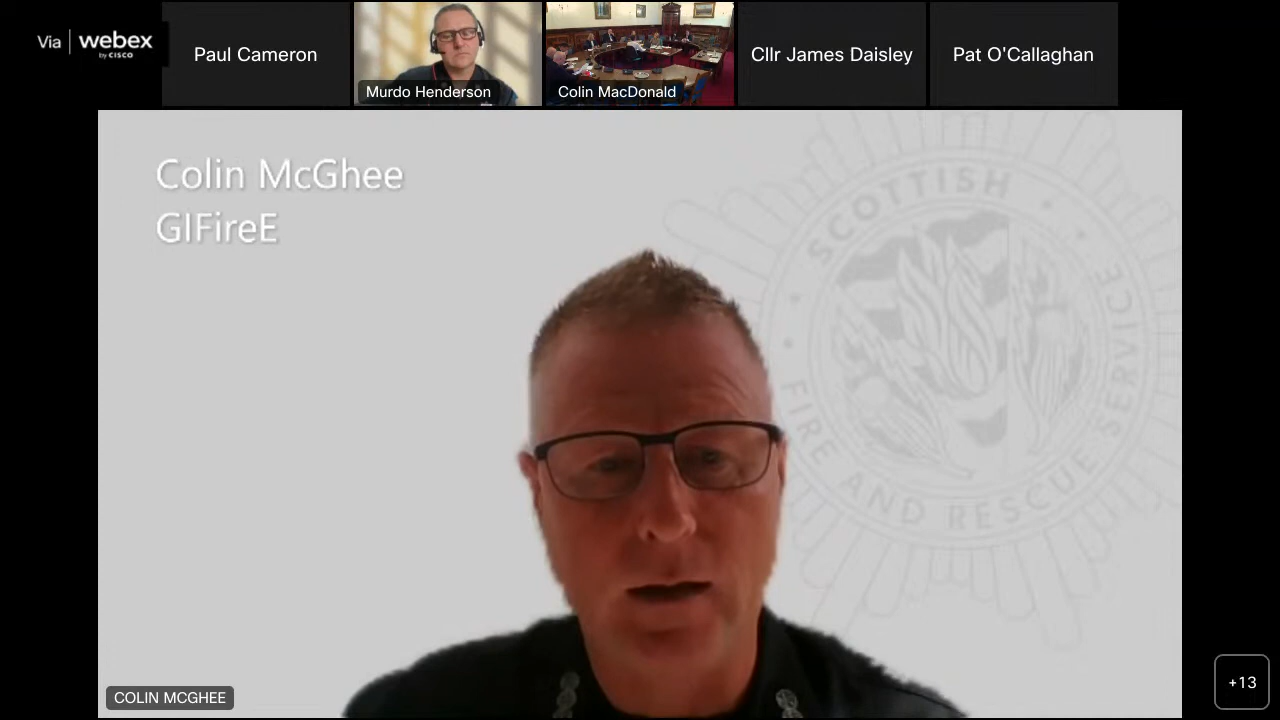 Via
webex
by CISCO
Paul Cameron
Murdo Henderson
Colin MacDonald
Cllr James Daisley
Pat O'Callaghan
Colin McGhee
GIFireE
SCOTTISH
FIRE AND RESCUE SERVICE
COLIN MCGHEE
+13